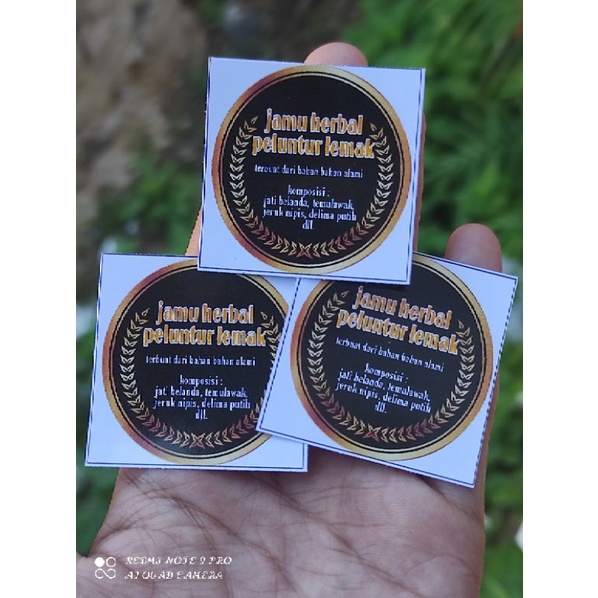 jamu herbal
peluntur lemak
terbuat dari bahan bahan alami
komposisi :
jati belanda, temulawak,
jeruk nipis, delima putih
dll.
jamu herbal
peluntur lemak
terbuat dari bahan bahan alami
komposisi :
jati belanda, temulawak,
jeruk nipis, delima putih
dll.
jamu herbal
peluntur lemak
terbuat dari bahan bahan alami
komposisi :
jati belanda, temulawak,
jeruk nipis, delima putih
dll.
REDMI NOTE 9 PRO
AI QUAD CAMERA